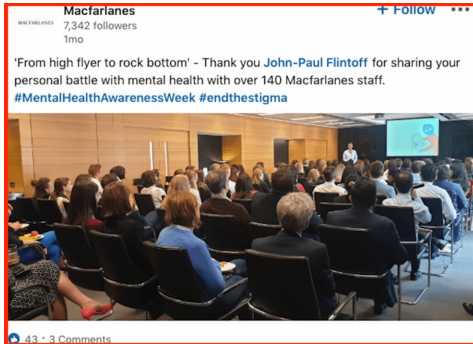 Macfarlanes
+ Follow
MACFARLANES
7,342 followers
1mo
'From high flyer to rock bottom' - Thank you John-Paul Flintoff for sharing your
personal battle with mental health with over 140 Macfarlanes staff.
#MentalHealthAwarenessWeek #endthestigma
43 · 3 Comments